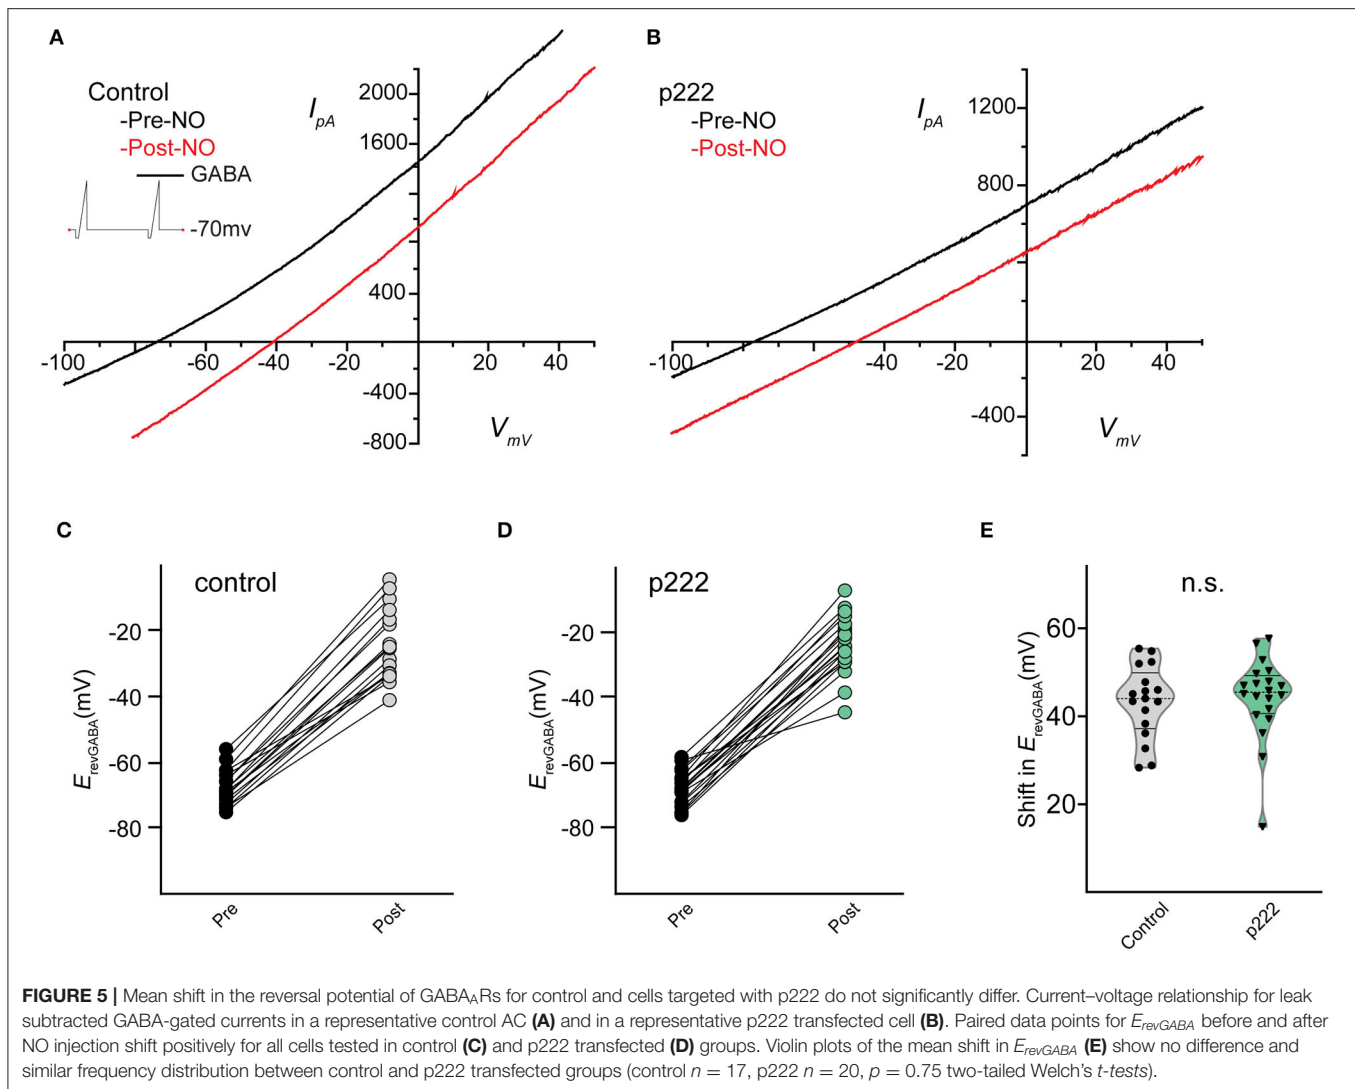 A
Control
-Pre-NO
-Post-NO
GABA
-70mv
I pA
2000
1600
400
-400
-800
-100
-60
-40
-20
20
40
V mV
B
p222
-Pre-NO
-Post-NO
I pA
1200
800
400
-400
-100
-80
-60
-40
-20
20
40
V mV
C
control
E revGABA (mV)
-20
-40
-60
-80
Pre
Post
D
p222
E revGABA (mV)
-20
-40
-60
-80
Pre
Post
E
n.s.
Shift in E revGABA (mV)
60
40
20
Control
p222
FIGURE 5 | Mean shift in the reversal potential of GABAARs for control and cells targeted with p222 do not significantly differ. Current–voltage relationship for leak
subtracted GABA-gated currents in a representative control AC (A) and in a representative p222 transfected cell (B). Paired data points for ErevGABA before and after
NO injection shift positively for all cells tested in control (C) and p222 transfected (D) groups. Violin plots of the mean shift in ErevGABA (E) show no difference and
similar frequency distribution between control and p222 transfected groups (control n = 17, p222 n = 20, p = 0.75 two-tailed Welch's t-tests).